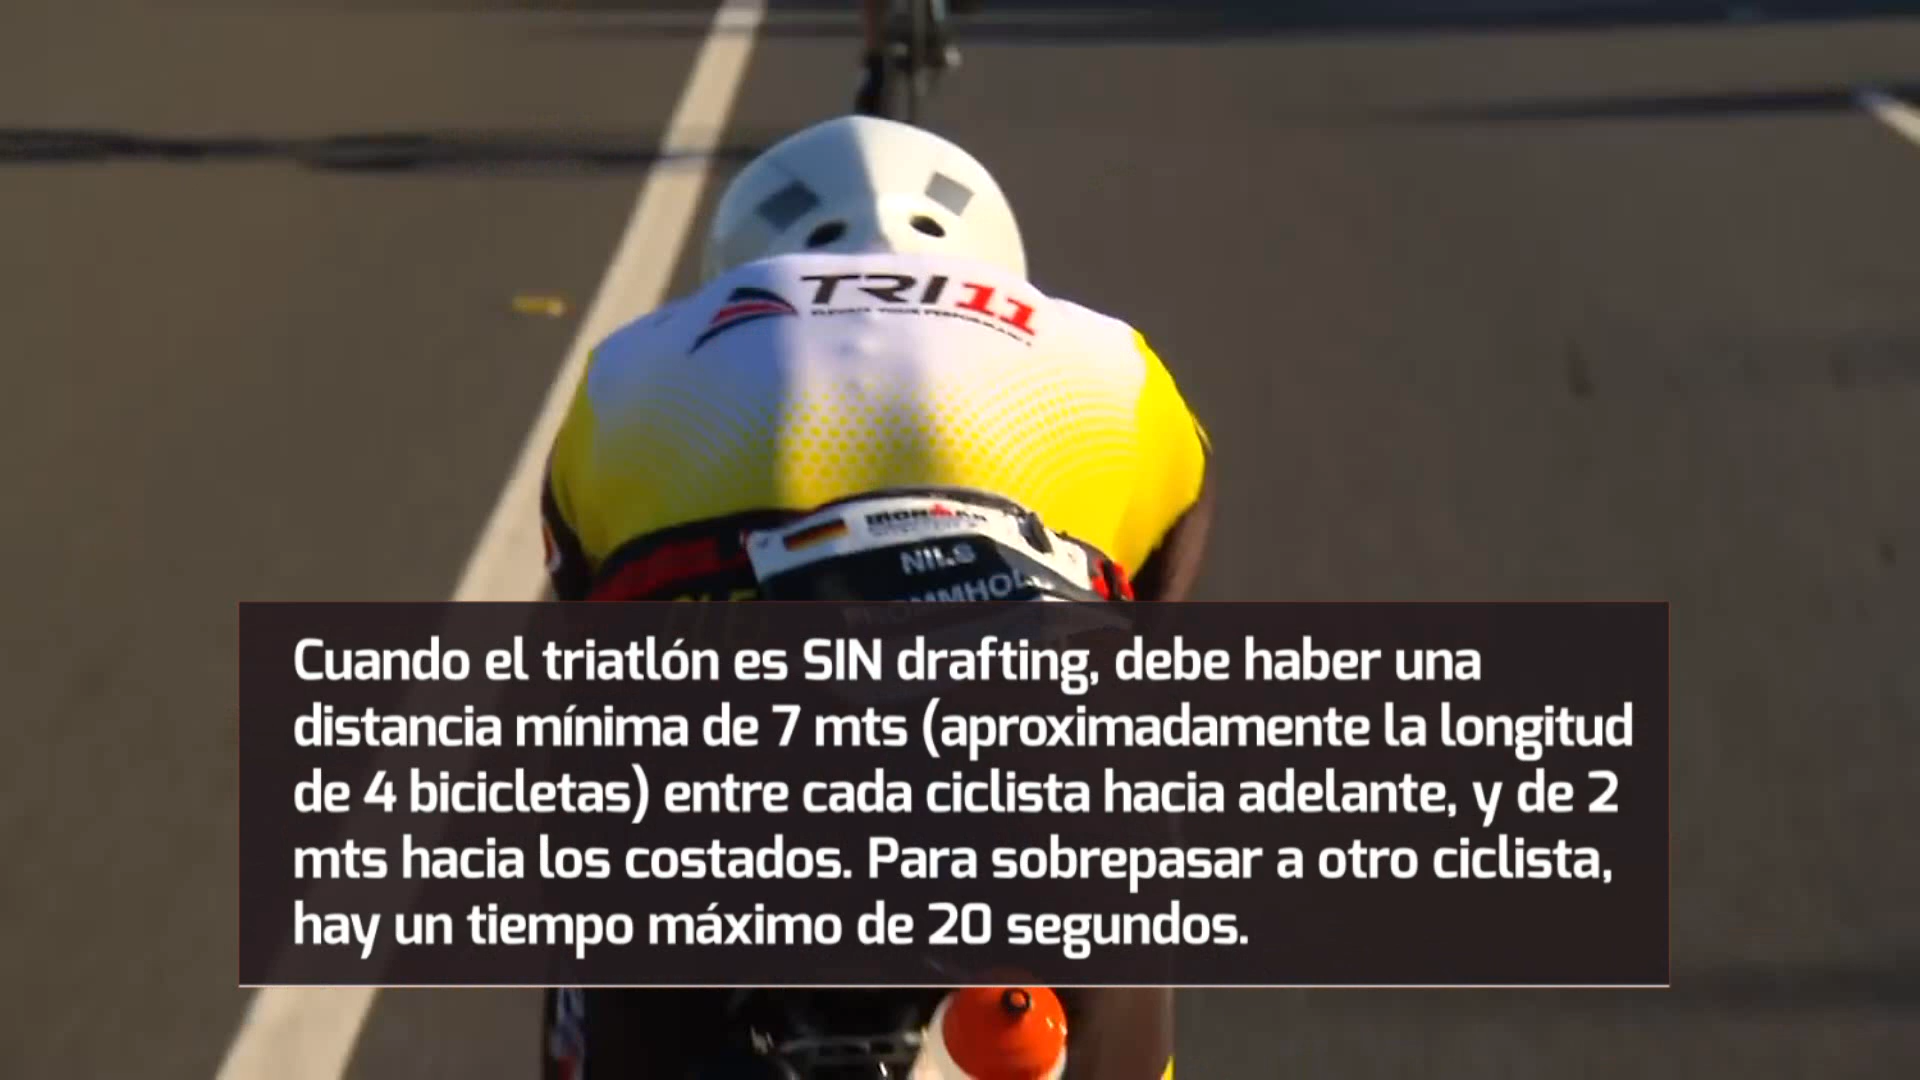 TRI11
IRONMAN
NILS
Cuando el triatlón es SIN drafting, debe haber una
distancia mínima de 7 mts (aproximadamente la longitud
de 4 bicicletas) entre cada ciclista hacia adelante, y de 2
mts hacia los costados. Para sobrepasar a otro ciclista,
hay un tiempo máximo de 20 segundos.